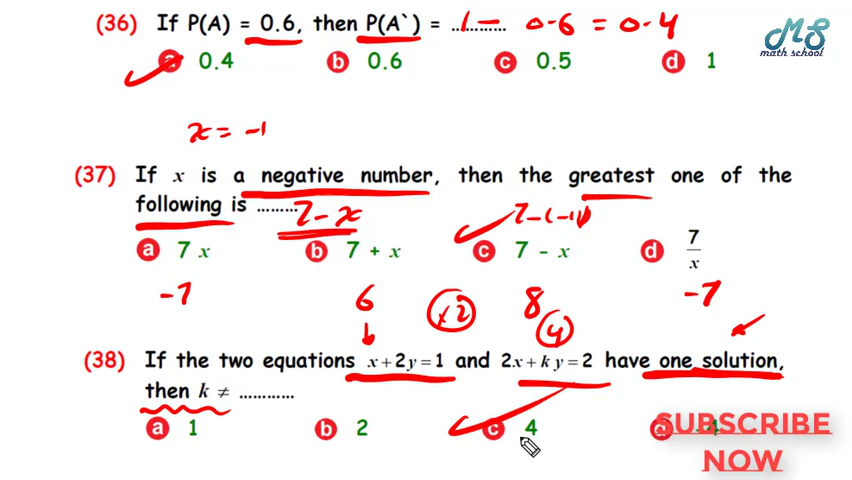 (36) If P(A) = 0.6, then P(A`) = ............ 1 - 0.6 = 0.4
MS
math school
a 0.4 b 0.6 c 0.5 d 1
x = -1
(37) If x is a negative number, then the greatest one of the
following is .........
7 - x 7 - (-1)
a 7 x b 7 + x c 7 - x d 7/x
-7 6 x2 8 -7
4
(38) If the two equations x + 2y = 1 and 2x + k y = 2 have one solution,
then k ≠ ............
SUBSCRIBE
a 1 b 2 c 4
NOW